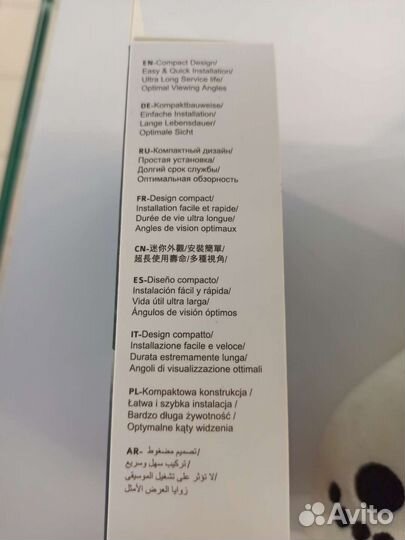 EN-Compact Design/
Easy & Quick Installation/
Ultra Long Service life/
Optimal Viewing Angles
DE-Kompaktbauweise/
Einfache Installation/
Lange Lebensdauer/
Optimale Sicht
RU-Компактный дизайн/
Простая установка/
Долгий срок службы/
Оптимальная обзорность
FR-Design compact/
Installation facile et rapide/
Durée de vie ultra longue/
Angles de vision optimaux
CN-迷你外觀/安裝簡單/
超長使用壽命/多種視角/
ES-Diseño compacto/
Instalación fácil y rápida/
Vida útil ultra larga/
Ángulos de visión óptimos
IT-Design compatto/
Installazione facile e veloce/
Durata estremamente lunga/
Angoli di visualizzazione ottimali
PL-Kompaktowa konstrukcja /
Łatwa i szybka instalacja /
Bardzo długa żywotność /
Optymalne kąty widzenia
AR- تصميم مضغوط /
تركيب سهل وسريع/
لا تؤثر على تشغيل الموسيقى/
زوايا العرض الأمثل
Avito